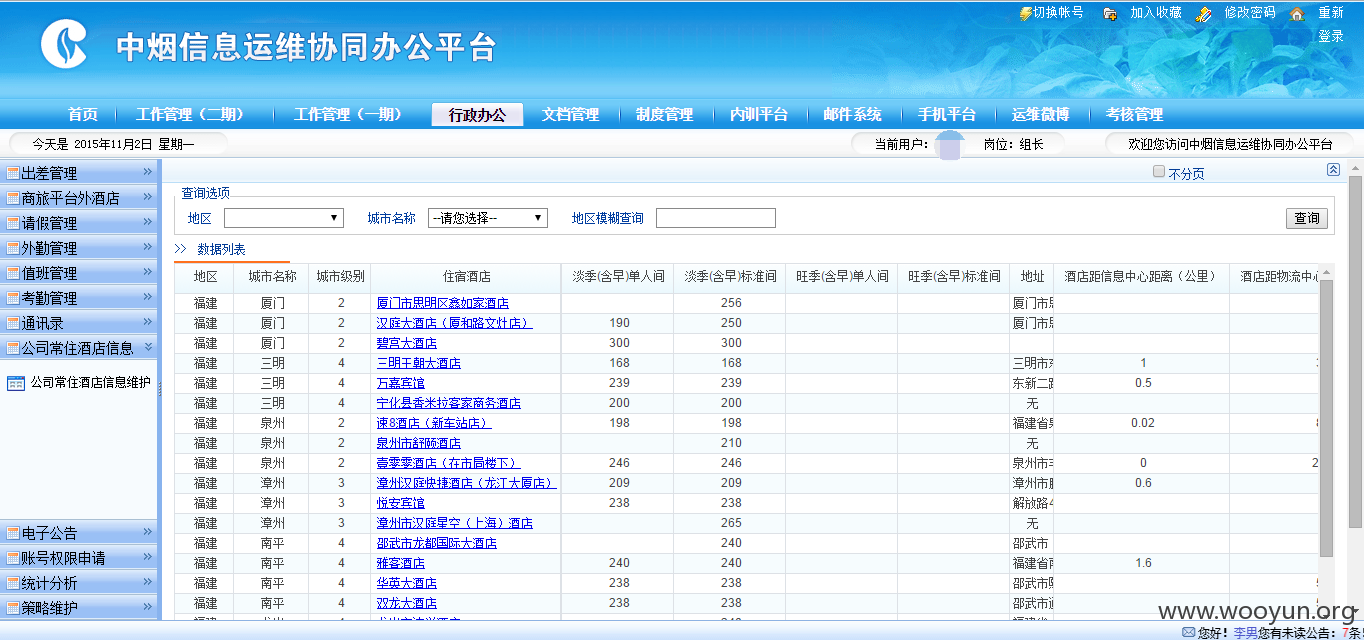 切换帐号 加入收藏 修改密码 重新登录
中烟信息运维协同办公平台
首页 工作管理（二期） 工作管理（一期） 行政办公 文档管理 制度管理 内训平台 邮件系统 手机平台 运维微博 考核管理
今天是 2015年11月2日 星期一 当前用户： 岗位：组长 欢迎您访问中烟信息运维协同办公平台
出差管理
商旅平台外酒店
请假管理
外勤管理
值班管理
考勤管理
通讯录
公司常住酒店信息
公司常住酒店信息维护
电子公告
账号权限申请
统计分析
策略维护
不分页
查询选项
地区 城市名称 --请您选择-- 地区模糊查询 查询
数据列表
地区 城市名称 城市级别 住宿酒店 淡季(含早)单人间 淡季(含早)标准间 旺季(含早)单人间 旺季(含早)标准间 地址 酒店距信息中心距离（公里） 酒店距物流中心
福建 厦门 2 厦门市思明区鑫如家酒店 256 厦门市思
福建 厦门 2 汉庭大酒店（厦和路文灶店） 190 250 厦门市思
福建 厦门 2 碧宫大酒店 300 300
福建 三明 4 三明王朝大酒店 168 168 三明市 1
福建 三明 4 万嘉宾馆 239 239 东新二路 0.5
福建 三明 4 宁化县香米拉客家商务酒店 200 200 无
福建 泉州 2 速8酒店（新车站店） 198 198 福建省 0.02
福建 泉州 2 泉州市舒颐酒店 210 无
福建 泉州 2 壹零零酒店（在市局楼下） 246 246 泉州市 0 2
福建 漳州 3 漳州汉庭快捷酒店（龙江大厦店） 209 209 漳州市 0.6
福建 漳州 3 悦安宾馆 238 238 解放路4
福建 漳州 3 漳州市汉庭星空（上海）酒店 265 无
福建 南平 4 邵武市龙都国际大酒店 240 邵武市
福建 南平 4 雅客酒店 240 240 福建省 1.6
福建 南平 4 华英大酒店 238 238 邵武市
福建 南平 4 双龙大酒店 238 238 邵武市
www.wooyun.org
您好！李男您有未读公告：7条